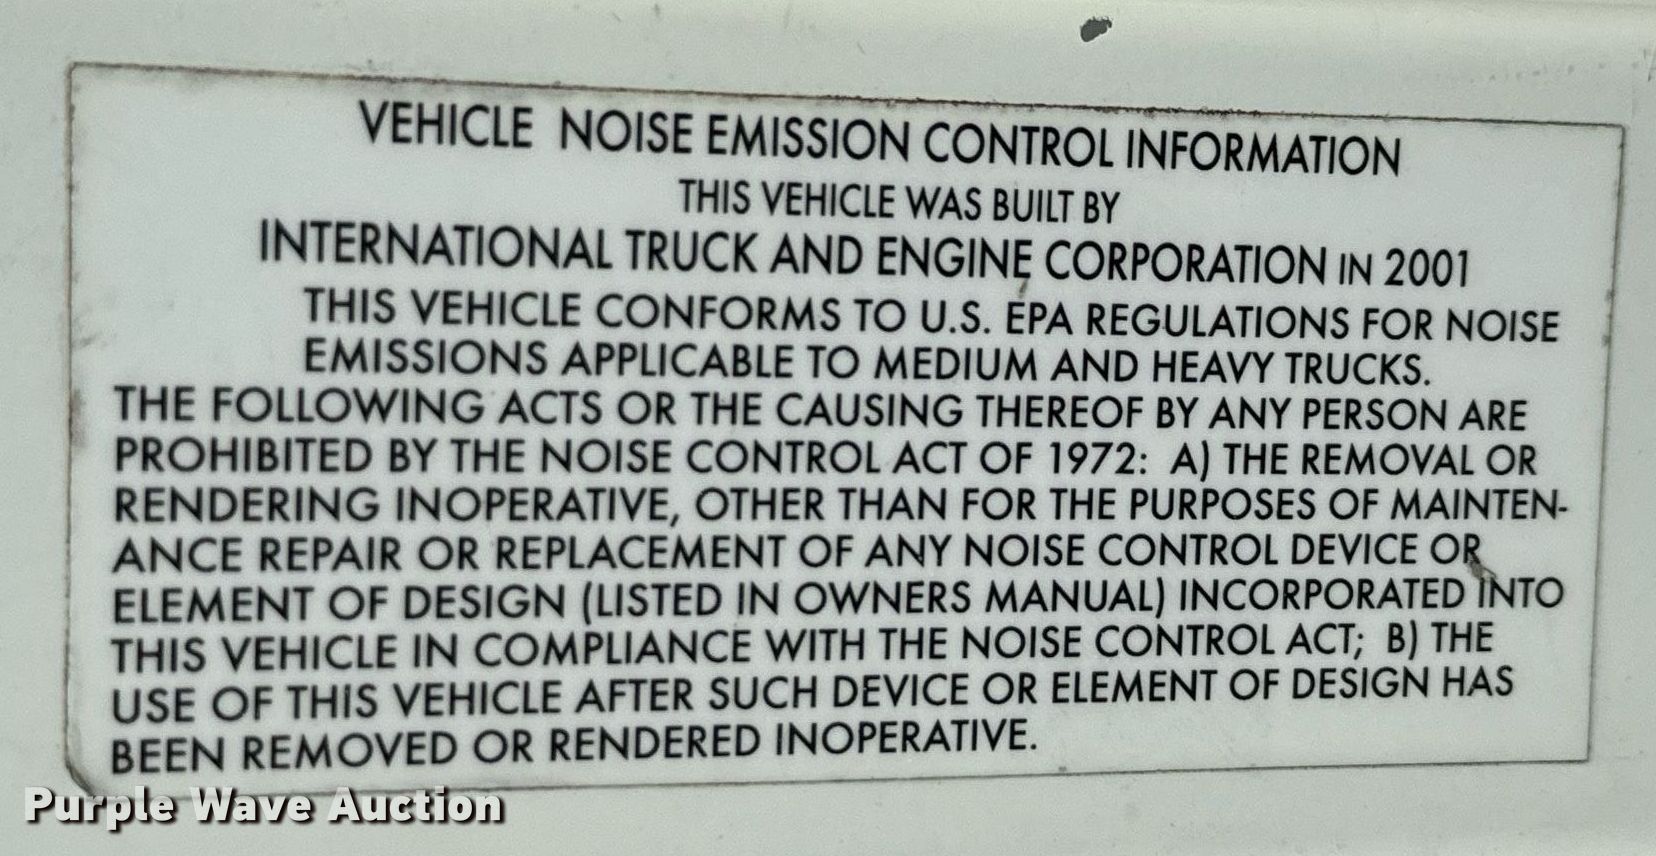 VEHICLE NOISE EMISSION CONTROL INFORMATION
THIS VEHICLE WAS BUILT BY
INTERNATIONAL TRUCK AND ENGINE CORPORATION IN 2001
THIS VEHICLE CONFORMS TO U.S. EPA REGULATIONS FOR NOISE
EMISSIONS APPLICABLE TO MEDIUM AND HEAVY TRUCKS.
THE FOLLOWING ACTS OR THE CAUSING THEREOF BY ANY PERSON ARE
PROHIBITED BY THE NOISE CONTROL ACT OF 1972: A) THE REMOVAL OR
RENDERING INOPERATIVE, OTHER THAN FOR THE PURPOSES OF MAINTEN-
ANCE REPAIR OR REPLACEMENT OF ANY NOISE CONTROL DEVICE OR
ELEMENT OF DESIGN (LISTED IN OWNERS MANUAL) INCORPORATED INTO
THIS VEHICLE IN COMPLIANCE WITH THE NOISE CONTROL ACT; B) THE
USE OF THIS VEHICLE AFTER SUCH DEVICE OR ELEMENT OF DESIGN HAS
BEEN REMOVED OR RENDERED INOPERATIVE.
Purple Wave Auction